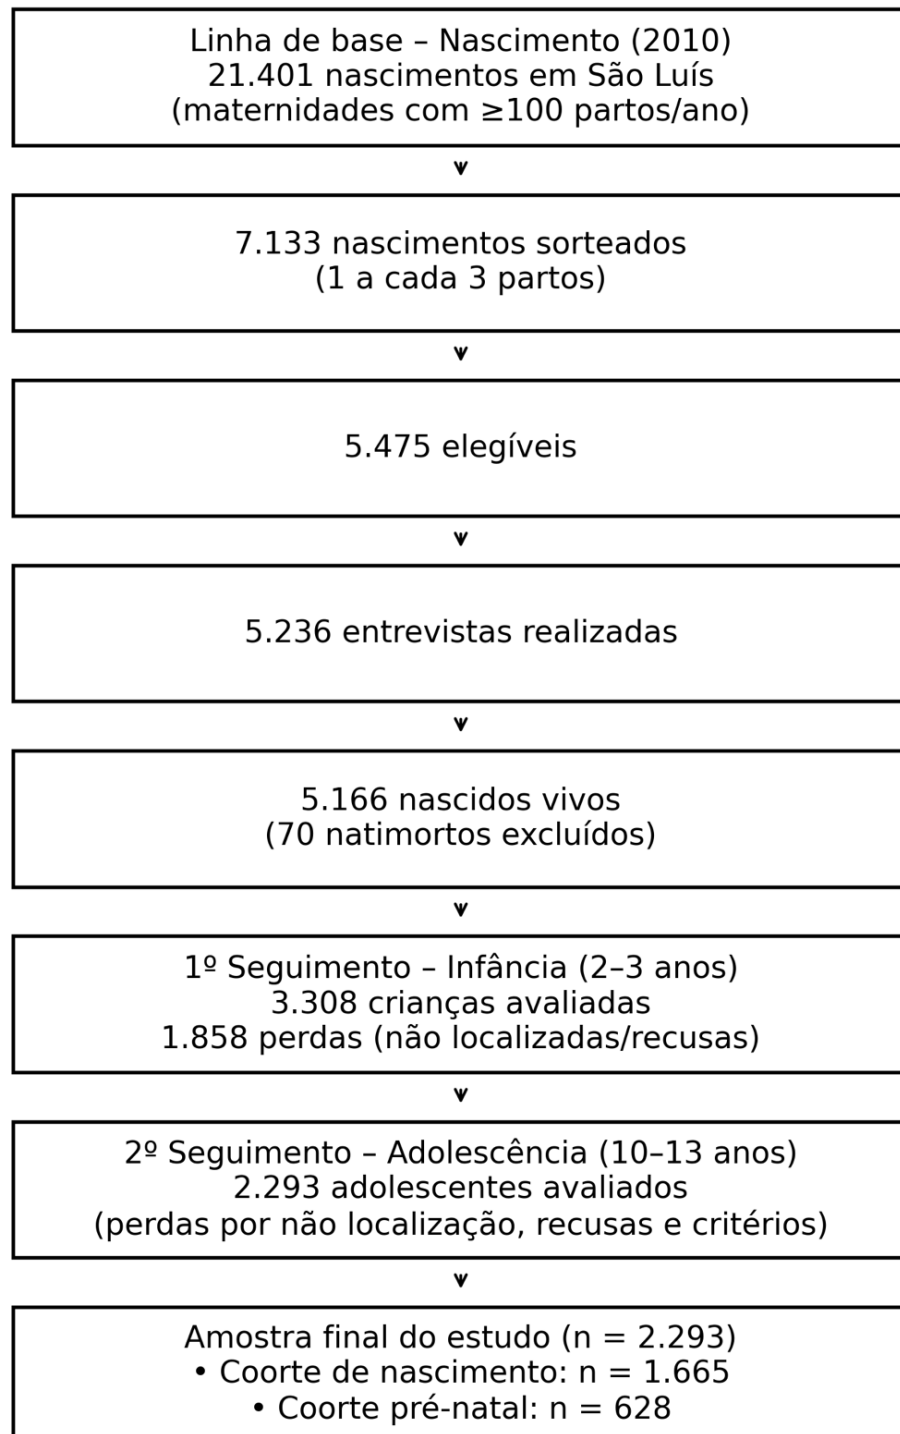 Linha de base – Nascimento (2010)
21.401 nascimentos em São Luís
(maternidades com ≥100 partos/ano)
7.133 nascimentos sorteados
(1 a cada 3 partos)
5.475 elegíveis
5.236 entrevistas realizadas
5.166 nascidos vivos
(70 natimortos excluídos)
1º Seguimento – Infância (2–3 anos)
3.308 crianças avaliadas
1.858 perdas (não localizadas/recusas)
2º Seguimento – Adolescência (10–13 anos)
2.293 adolescentes avaliados
(perdas por não localização, recusas e critérios)
Amostra final do estudo (n = 2.293)
• Coorte de nascimento: n = 1.665
• Coorte pré-natal: n = 628